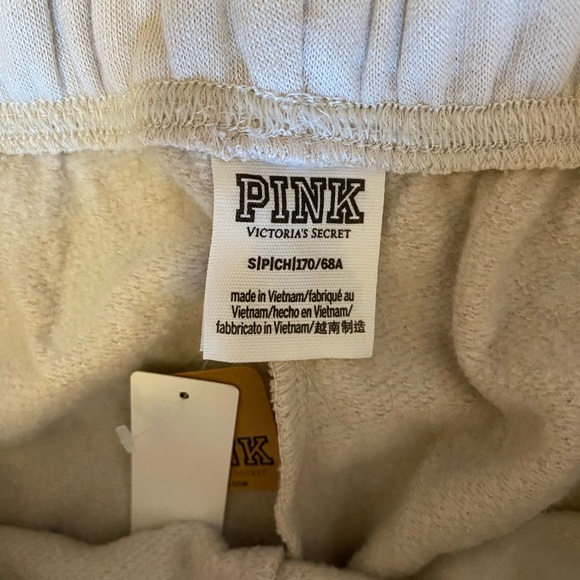 PINK
VICTORIA'S SECRET
S|P|CH|170/68A
made in Vietnam/fabriqué au
Vietnam/hecho en Vietnam/
fabbricato in Vietnam/越南制造
NK